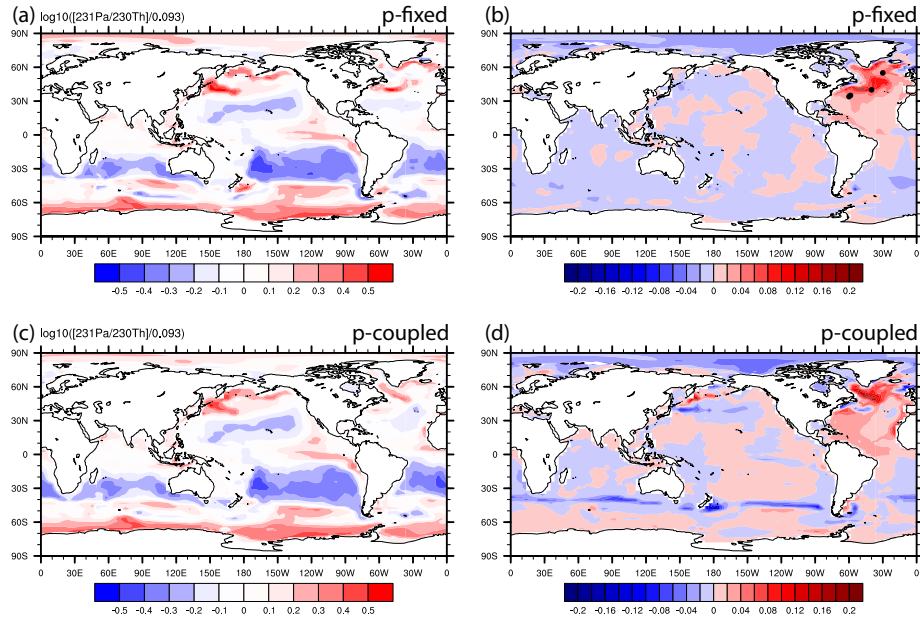 (a) log10([231Pa/230Th]/0.093) p-fixed
90N
60N
30N
0
30S
60S
90S
0 30E 60E 90E 120E 150E 180 150W 120W 90W 60W 30W 0
-0.5 -0.4 -0.3 -0.2 -0.1 0 0.1 0.2 0.3 0.4 0.5
(b) p-fixed
90N
60N
30N
0
30S
60S
90S
0 30E 60E 90E 120E 150E 180 150W 120W 90W 60W 30W 0
-0.2 -0.16 -0.12 -0.08 -0.04 0 0.04 0.08 0.12 0.16 0.2
(c) log10([231Pa/230Th]/0.093) p-coupled
90N
60N
30N
0
30S
60S
90S
0 30E 60E 90E 120E 150E 180 150W 120W 90W 60W 30W 0
-0.5 -0.4 -0.3 -0.2 -0.1 0 0.1 0.2 0.3 0.4 0.5
(d) p-coupled
90N
60N
30N
0
30S
60S
90S
0 30E 60E 90E 120E 150E 180 150W 120W 90W 60W 30W 0
-0.2 -0.16 -0.12 -0.08 -0.04 0 0.04 0.08 0.12 0.16 0.2